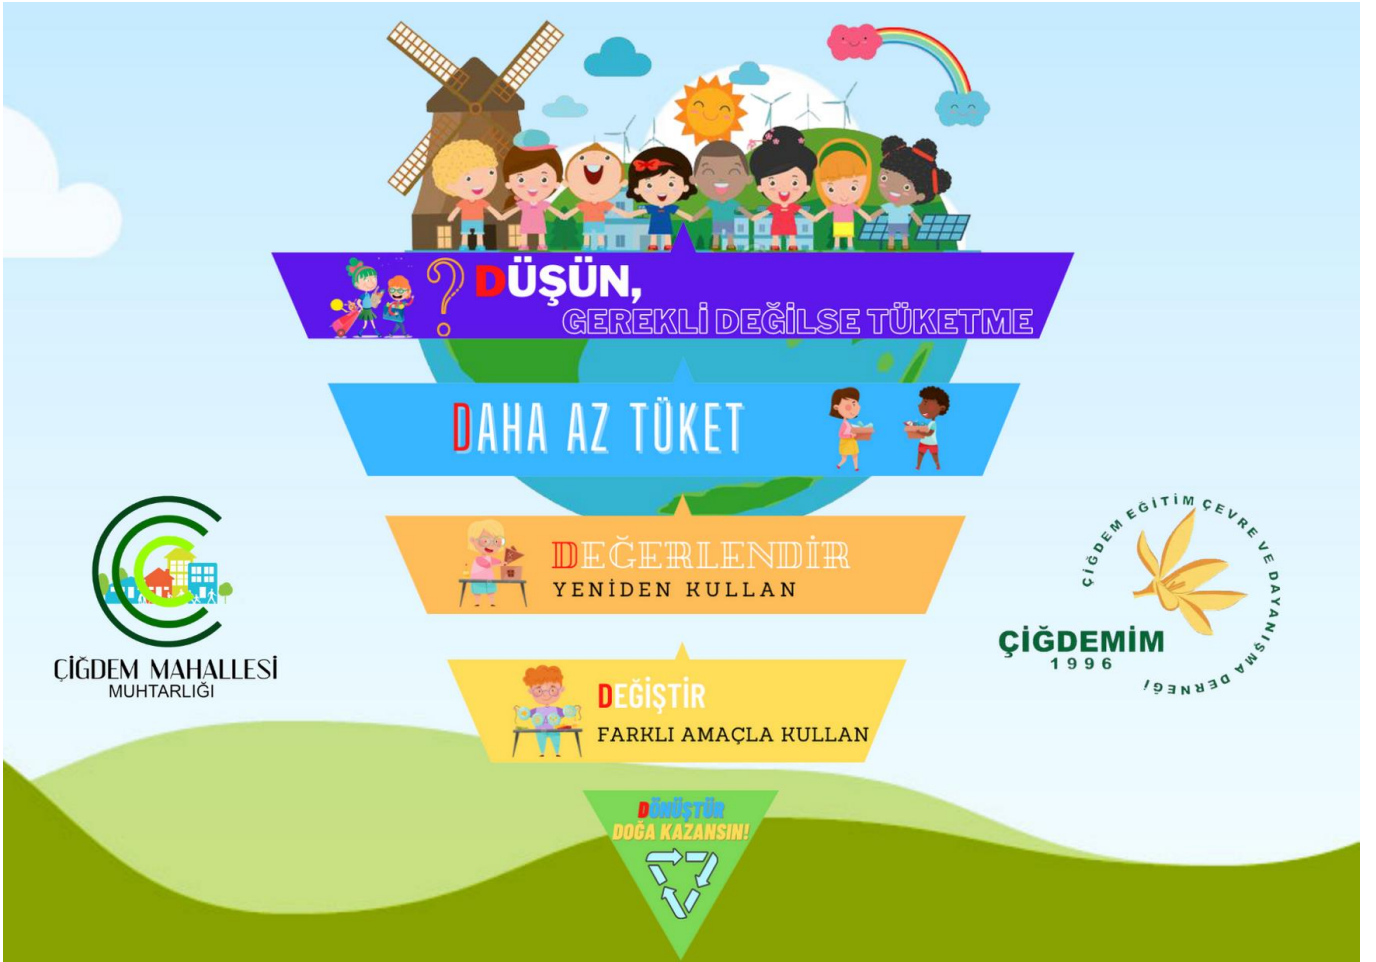 DÜŞÜN,
GEREKLİ DEĞİLSE TÜKETME
DAHA AZ TÜKET
DEĞERLENDİR
YENİDEN KULLAN
DEĞİŞTİR
FARKLI AMAÇLA KULLAN
DÖNÜŞTÜR
DOĞA KAZANSIN!
ÇİĞDEM MAHALLESİ
MUHTARLIĞI
ÇİĞDEM EĞİTİM ÇEVRE VE DAYANIŞMA DERNEĞİ
ÇİĞDEMİM
1996